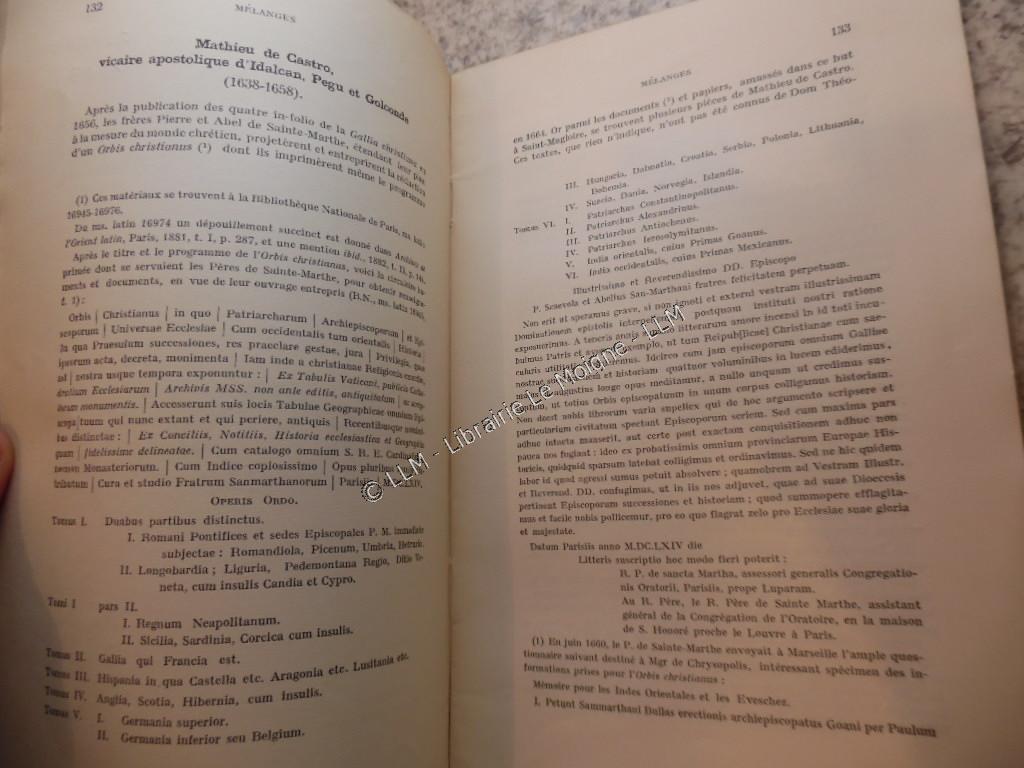 132
MÉLANGES
Mathieu de Castro,
vicaire apostolique d'Idalcan, Pegu et Golconde
(1638-1658).
Après la publication des quatre in-folio de la Gallia christiana en
1656, les frères Pierre et Abel de Sainte-Marthe, étendant leur plan
à la mesure du monde chrétien, projetèrent et entreprirent la rédaction
d'un Orbis christianus (¹) dont ils imprimèrent même le programme
(1) Ces matériaux se trouvent à la Bibliothèque Nationale de Paris, ms. latin
16945-16976.
Du ms. latin 16974 un dépouillement succinct est donné dans Archives de
l'Orient latin, Paris, 1881, t. I, p. 287, et une mention ibid., 1882, t. II, p.
Après le titre et le programme de l'Orbis christianus, voici la circulaire im-
primée dont se servaient les Pères de Sainte-Marthe, pour obtenir renseigne-
ments et documents, en vue de leur ouvrage entrepris (B.N., ms. latin
t. 1) :
Orbis | Christianus | in quo | Patriarcharum | Archiepiscoporum | et Epi-
scoporum | Universae Ecclesiae | Cum occidentalis tum orientalis | Historia |
In qua Praesulum successiones, res praeclare gestae, jura | Privilegia,
iporum acta, decreta, monimenta | Iam inde a christianae Religionis
ad | nostra usque tempora exponuntur : | Ex Tabulis Vaticani, publicis
dralium Ecclesiarum | Archivis MSS. non ante editis, antiquitatum |
laeum monumentis. | Accesserunt suis locis Tabulae Geographicae omnium
scopa | tuum qui nunc extant et qui periere, antiquis | Recentibusque
bus distinctae : | Ex Conciliis, Notitiis, Historia ecclesiastica et Geographia
quam | fidelissime delineatae. | Cum catalogo omnium S. R. E. Cardinalium
nemen Monasteriorum. | Cum Indice copiosissimo | Opus pluribus
tributum | Cura et studio Fratrum Sanmarthanorum | Parisiis
OPERIS ORDO.
Tomus I. Duabus partibus distinctus.
I. Romani Pontifices et sedes Episcopales P. M. immediate
subjectae : Romandiola, Picenum, Umbria, Hetruria.
II. Longobardia ; Liguria, Pedemontana Regio, Ditio Ve-
neta, cum insulis Candia et Cypro.
Tomi I pars II.
I. Regnum Neapolitanum.
II. Sicilia, Sardinia, Corcica cum insulis.
Tomus II. Gallia qui Francia est.
Tomus III. Hispania in qua Castella etc. Aragonia etc. Lusitania etc.
Tomus IV. Anglia, Scotia, Hibernia, cum insulis.
Tomus V. I. Germania superior.
II. Germania inferior seu Belgium.
133
MÉLANGES
en 1664. Or parmi les documents (²) et papiers, amassés dans ce but
à Saint-Magloire, se trouvent plusieurs pièces de Mathieu de Castro.
Ces textes, que rien n'indique, n'ont pas été connus de Dom Théo-
III. Hungaria, Dalmatia, Croatia, Serbia, Polonia, Lithuania,
Bohemia.
IV. Suecia, Dania, Norvegia, Islandia.
Tomus VI. I. Patriarchus Constantinopolitanus.
II. Patriarchus Alexandrinus.
III. Patriarchus Antiochenus.
IV. Patriarchus Ierosolymitanus.
V. India orientalis, cuius Primas Goanus.
VI. India occidentalis, cuius Primas Mexicanus.
Illustrissimo et Reverendissimo DD. Episcopo
P. Scaevola et Abelius San-Marthani fratres felicitatem perpetuam.
Non erit ut speramus grave, si non ignoti et externi vestram illustrissimam
Dominationem epistolis postquam instituti nostri ratione
exposuerimus. A teneris annis litterarum amore incensi in id toti incu-
buimus Patris et exemplo, ut tum Reipub[licae] Christianae cum sae-
cularis utilitati Idcirco cum jam episcoporum omnium Galliae
nostrae et historiam quattuor voluminibus in lucem ediderimus,
augustius longe opus meditamur, a nullo unquam ut credimus sus-
ceptum, ut totius Orbis episcopatum in unum corpus colligamus historiam.
Non deest nobis librorum varia supellex qui de hoc argumento scripsere et
particularium civitatum spectant Episcoporum seriem. Sed cum maxima pars
adhuc intacta manserit, aut certe post exactam conquisitionem adhuc non
pauca nos fugiant : ideo ex probatissimis omnium provinciarum Europae His-
toricis, quidquid sparsum latebat colligimus et ordinavimus. Sed ne hic quidem
labor id quod agressi sumus potuit absolvere ; quamobrem ad Vestram Illustr.
et Reverend. DD. confugimus, ut in iis nos adjuvet, quae ad suae Dioecesis
pertinent Episcoporum successiones et historiam ; quod summopere efflagita-
mus et facile nobis pollicemur, pro eo quo flagrat zelo pro Ecclesiae suae gloria
et majestate.
Datum Parisiis anno M.DC.LXIV die
Litteris suscriptio hoc modo fieri poterit :
R. P. de sancta Martha, assessori generalis Congregatio-
nis Oratorii, Parisiis, prope Luparam.
Au R. Père, le R. Père de Sainte Marthe, assistant
général de la Congrégation de l'Oratoire, en la maison
de S. Honoré proche le Louvre à Paris.
(1) En juin 1660, le P. de Sainte-Marthe envoyait à Marseille l'ample ques-
tionnaire suivant destiné à Mgr de Chrysopolis, intéressant spécimen des in-
formations prises pour l'Orbis christianus :
Mémoire pour les Indes Orientales et les Eveschez.
I. Petunt Sammarthani Bullas erectionis archiepiscopatus Goani per Paulum
© LLM - Librairie Le Moigne - LLM